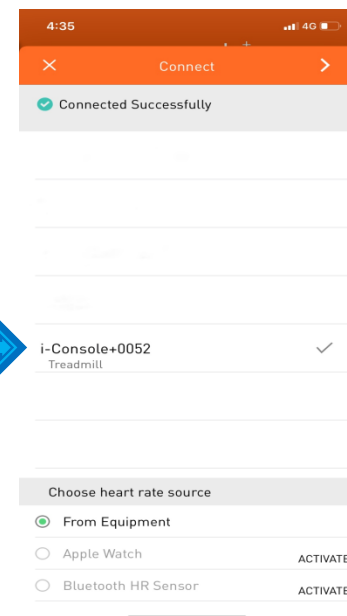 4:35
4G
Connect
Connected Successfully
i-Console+0052
Treadmill
Choose heart rate source
From Equipment
Apple Watch
ACTIVATE
Bluetooth HR Sensor
ACTIVATE